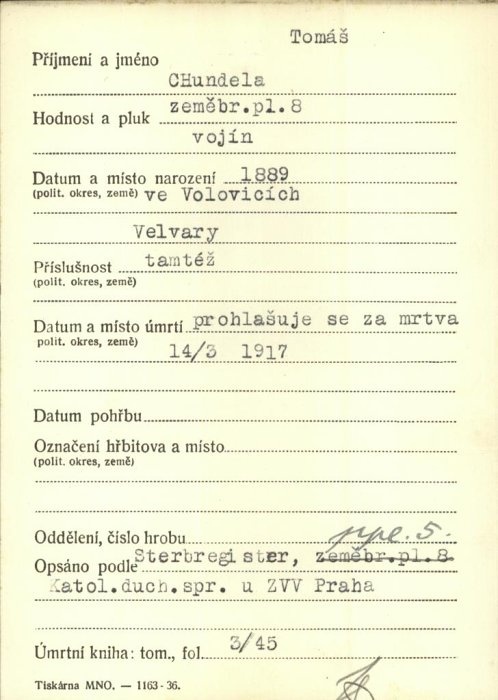 Tomáš
Příjmení a jméno
CHundela
Hodnost a pluk zeměbr.pl.8
vojín
Datum a místo narození 1889
(polit. okres, země) ve Volovicích
Velvary
Příslušnost tamtéž
(polit. okres, země)
Datum a místo úmrtí prohlašuje se za mrtva
polit. okres, země) 14/3 1917
Datum pohřbu
Označení hřbitova a místo
(polit. okres, země)
Oddělení, číslo hrobu 5.
Opsáno podle Sterbregister, zeměbr.pl.8
Katol.duch.spr. u ZVV Praha
Úmrtní kniha: tom., fol. 3/45
Tiskárna MNO. — 1163-36.